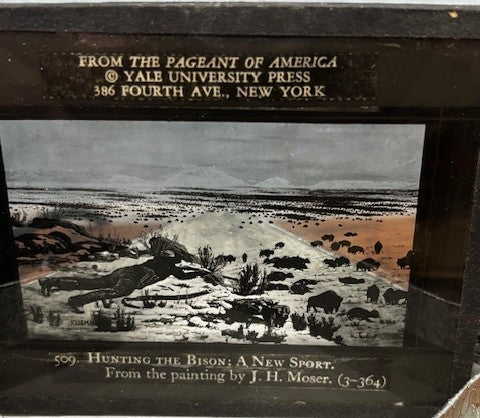 FROM THE PAGEANT OF AMERICA
© YALE UNIVERSITY PRESS
386 FOURTH AVE., NEW YORK
509. HUNTING THE BISON: A NEW SPORT.
From the painting by J. H. Moser. (3-364)